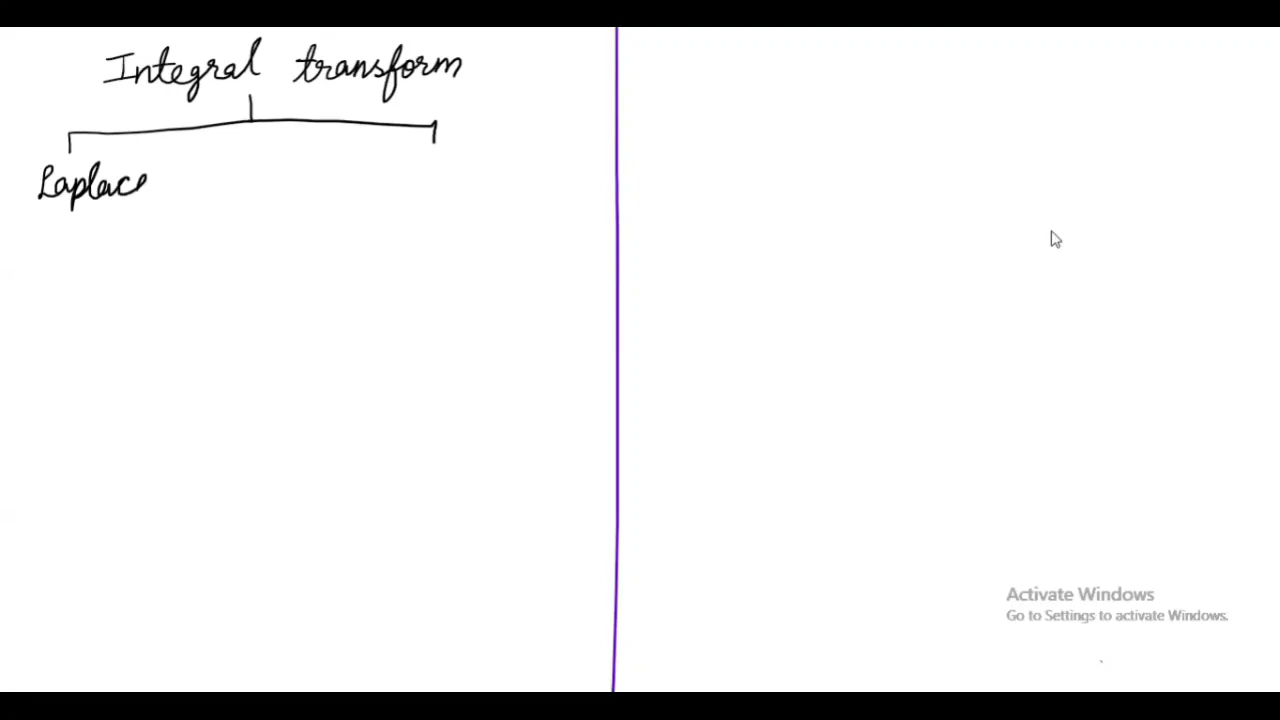 Integral transform
Laplace
Activate Windows
Go to Settings to activate Windows.